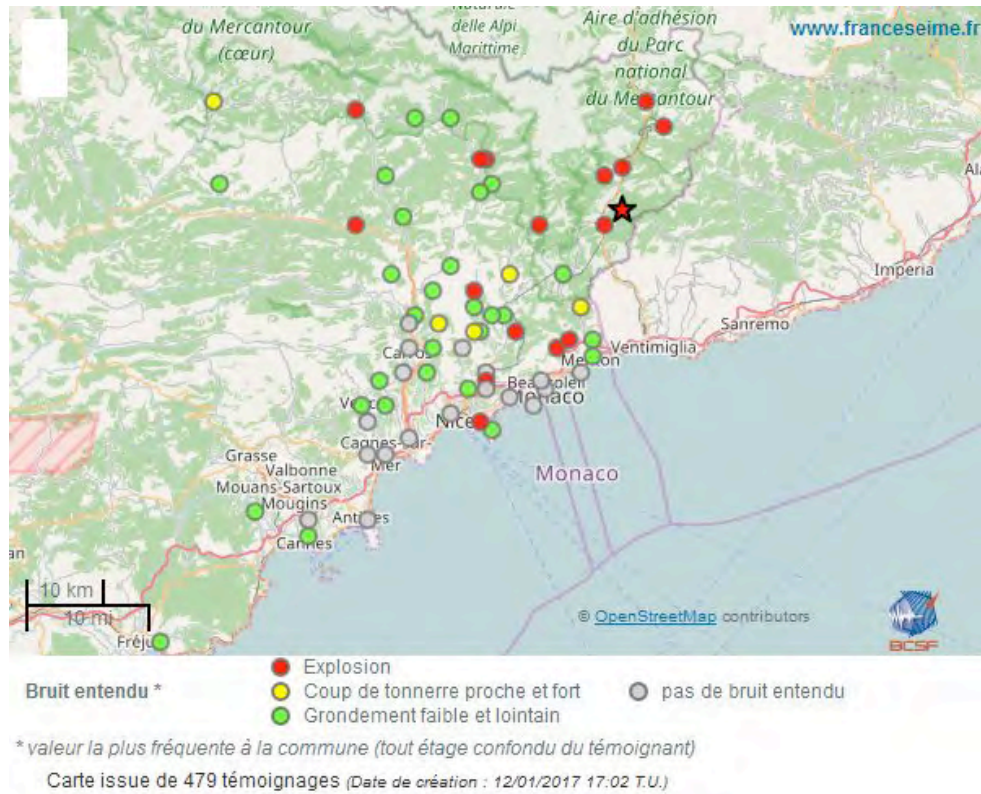 du Mercantour
(cœur)
delle Alpi
Marittime
Aire d'adhésion
du Parc
national
du Mercantour
www.franceseime.fr
Imperia
Sanremo
Ventimiglia
Menton
Carros
Beausoleil
Monaco
Nice
Cagnes-sur-
Mer
Grasse
Valbonne
Mouans-Sartoux
Mougins
Antibes
Cannes
Monaco
10 km
10 mi
Fréjus
© OpenStreetMap contributors
BCSF
Bruit entendu *
Explosion
Coup de tonnerre proche et fort
Grondement faible et lointain
pas de bruit entendu
* valeur la plus fréquente à la commune (tout étage confondu du témoignant)
Carte issue de 479 témoignages (Date de création : 12/01/2017 17:02 T.U.)